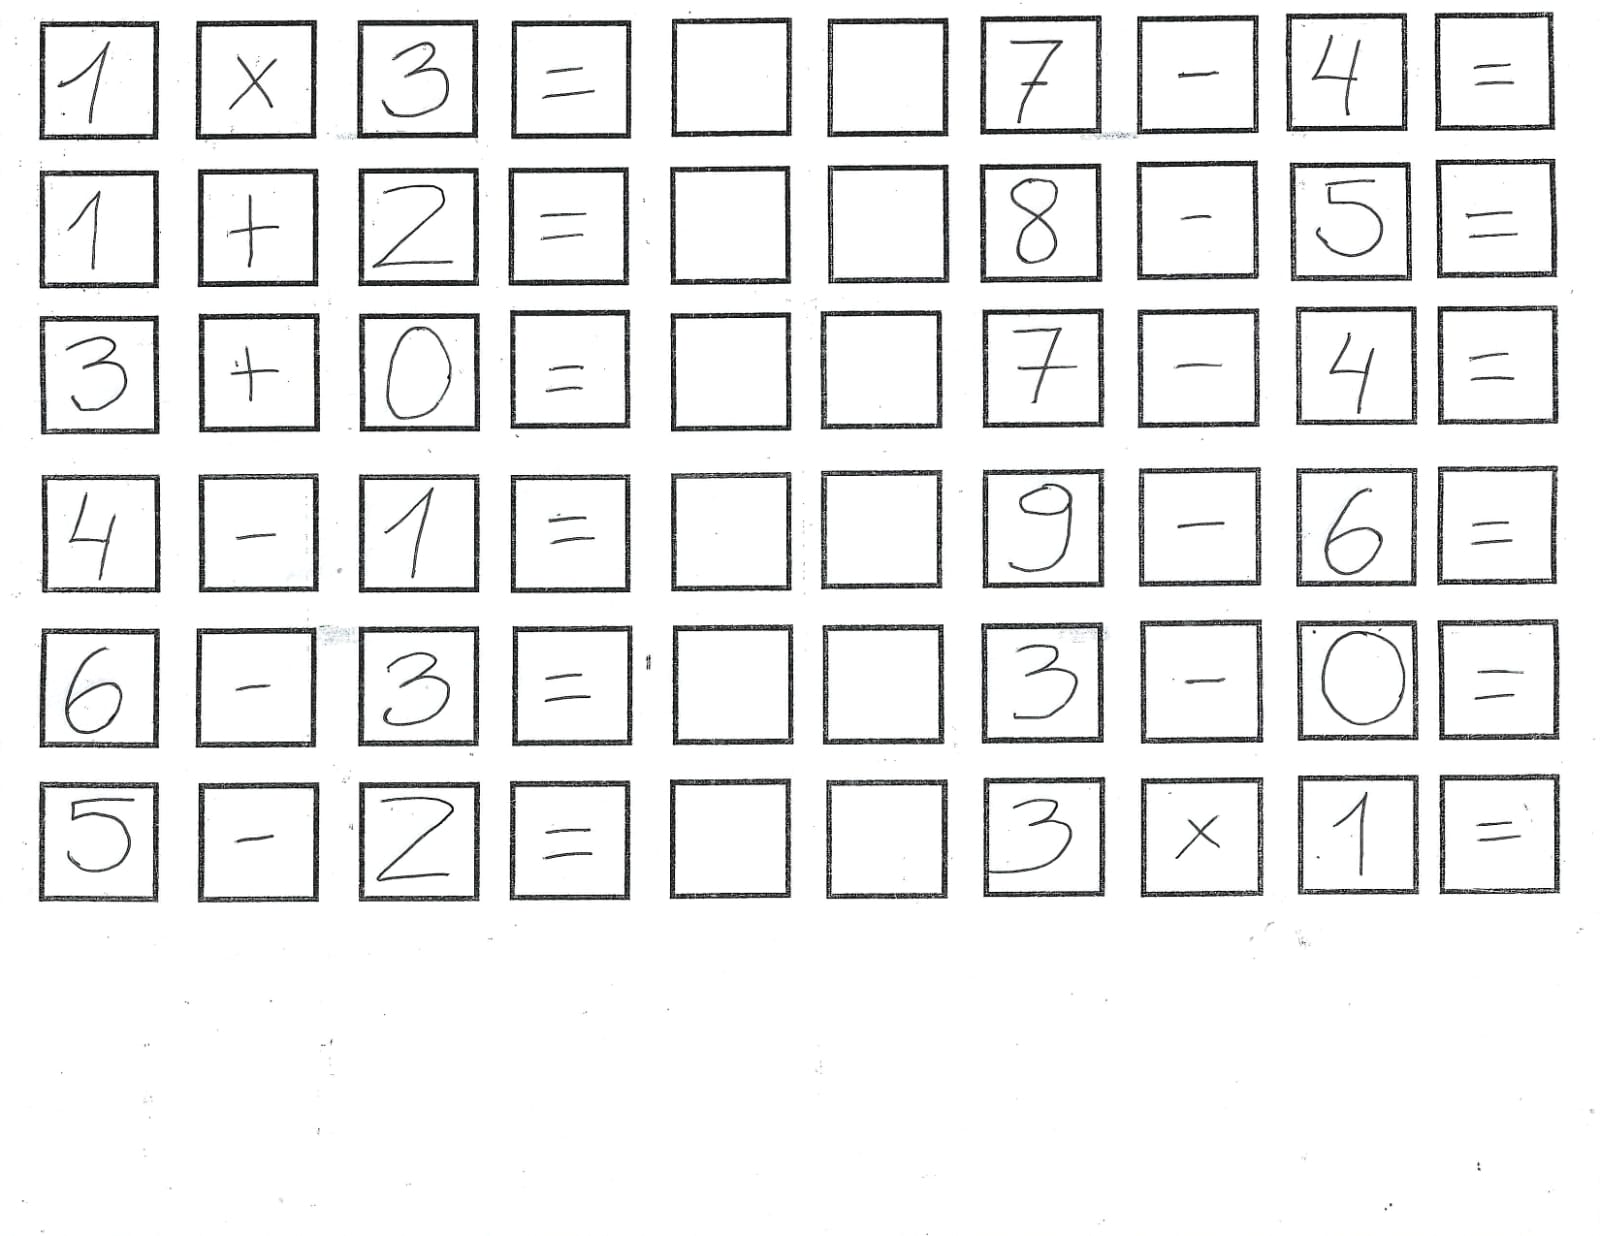 1 x 3 = 7 - 4 =
1 + 2 = 8 - 5 =
3 + 0 = 7 - 4 =
4 - 1 = 9 - 6 =
6 - 3 = 3 - 0 =
5 - 2 = 3 x 1 =